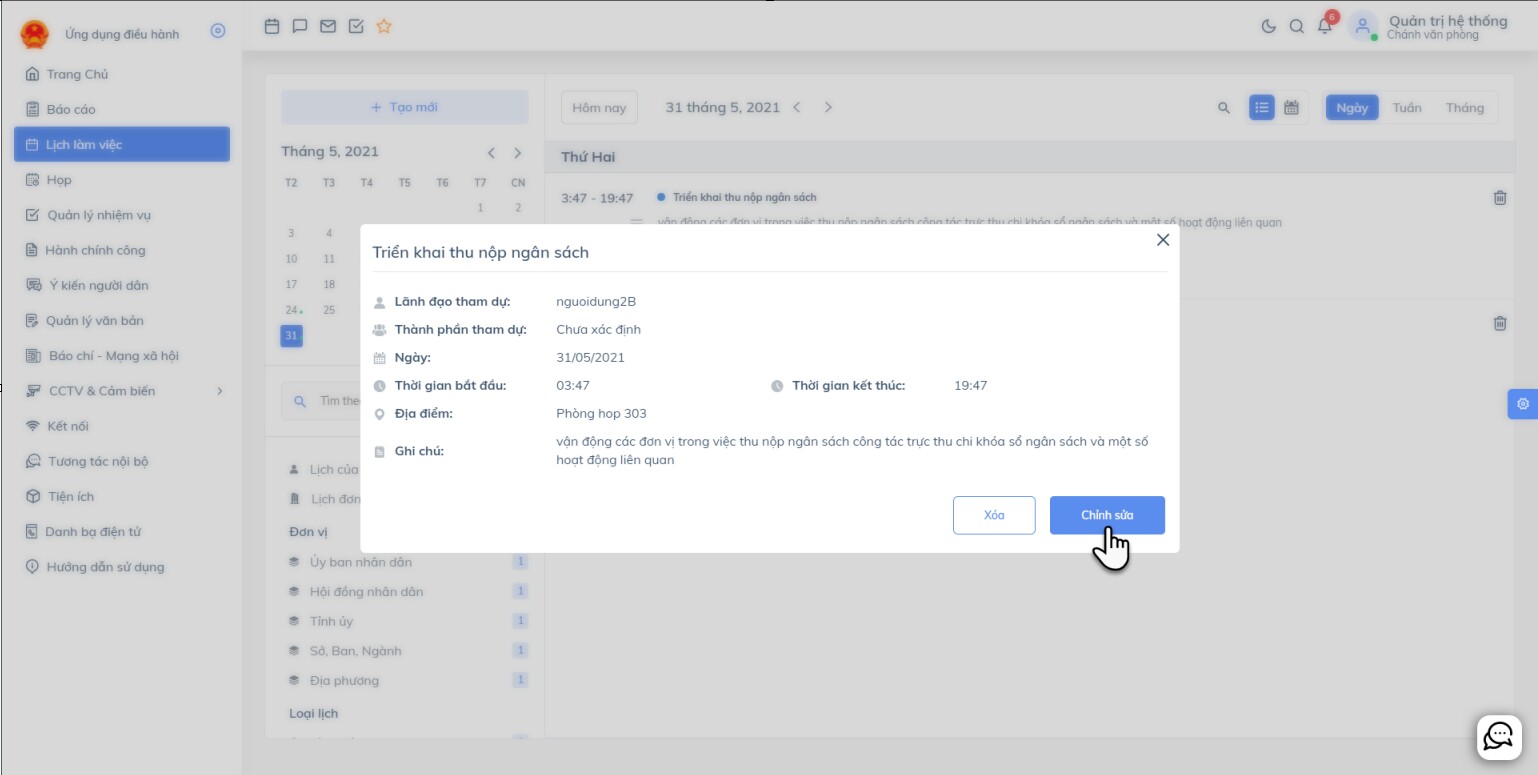 Ứng dụng điều hành
Trang Chủ
Báo cáo
Lịch làm việc
Họp
Quản lý nhiệm vụ
Hành chính công
Ý kiến người dân
Quản lý văn bản
Báo chí - Mạng xã hội
CCTV & Cảm biến
Kết nối
Tương tác nội bộ
Tiện ích
Danh bạ điện tử
Hướng dẫn sử dụng
6
Quản trị hệ thống
Chánh văn phòng
+ Tạo mới
Tháng 5, 2021
T2 T3 T4 T5 T6 T7 CN
1 2
3 4
10 11
17 18
24 25
31
Lịch của
Lịch đơn
Đơn vị
Ủy ban nhân dân 1
Hội đồng nhân dân 1
Tỉnh ủy 1
Sở, Ban, Ngành 1
Địa phương 1
Loại lịch
Hôm nay 31 tháng 5, 2021
Ngày Tuần Tháng
Thứ Hai
3:47 - 19:47 Triển khai thu nộp ngân sách
vận động các đơn vị trong việc thu nộp ngân sách công tác trực thu chi khóa sổ ngân sách và một số hoạt động liên quan
Triển khai thu nộp ngân sách
Lãnh đạo tham dự: nguoidung2B
Thành phần tham dự: Chưa xác định
Ngày: 31/05/2021
Thời gian bắt đầu: 03:47 Thời gian kết thúc: 19:47
Địa điểm: Phòng họp 303
Ghi chú: vận động các đơn vị trong việc thu nộp ngân sách công tác trực thu chi khóa sổ ngân sách và một số
hoạt động liên quan
Xóa Chỉnh sửa